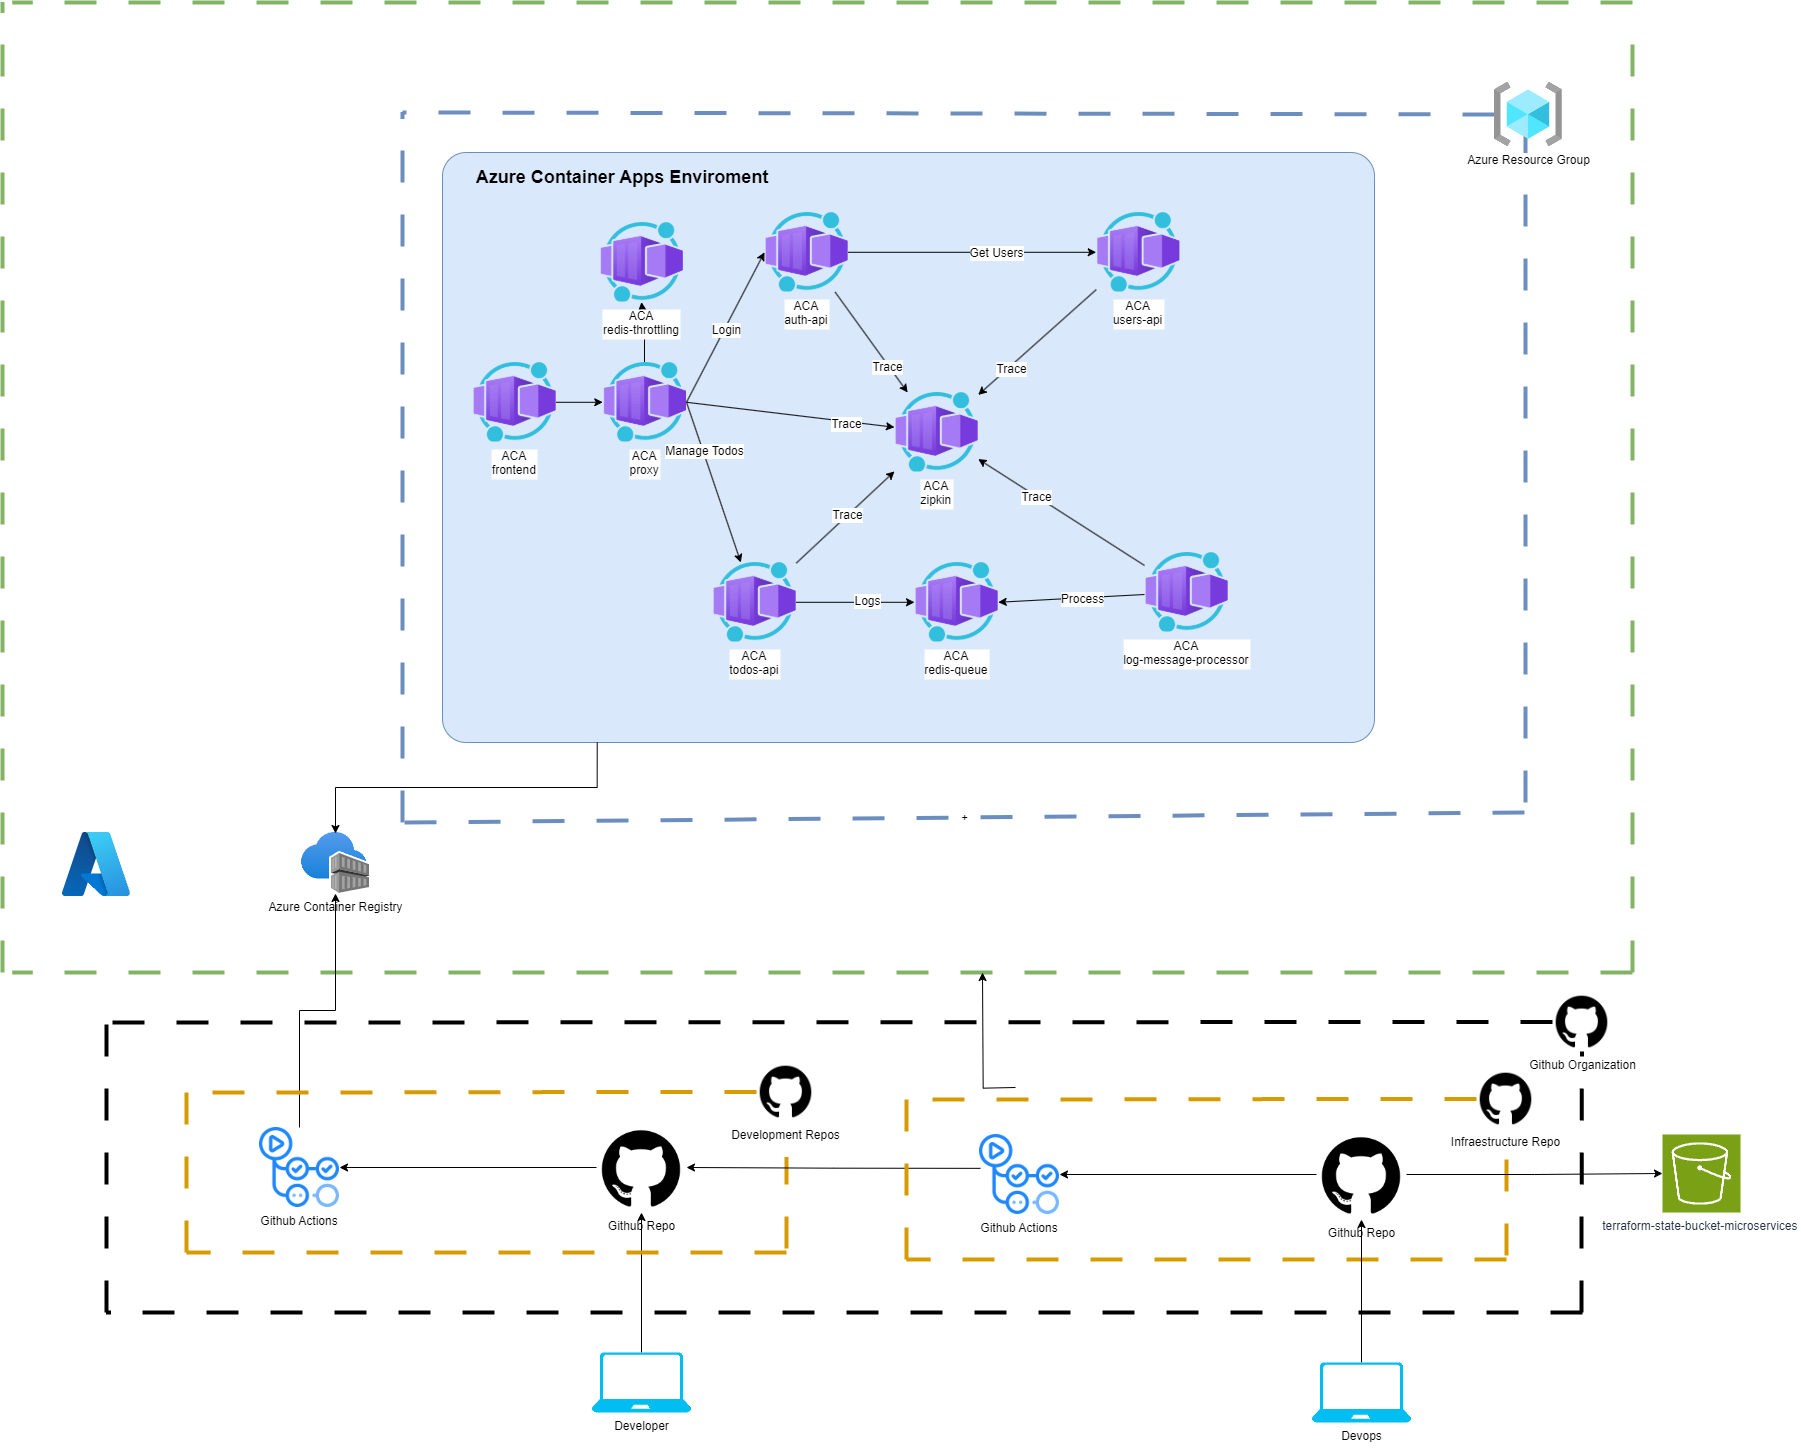 Azure Resource Group
Azure Container Apps Enviroment
ACA
redis-throttling
ACA
auth-api
Get Users
ACA
users-api
Login
Trace
Trace
ACA
frontend
ACA
proxy
Trace
Manage Todos
ACA
zipkin
Trace
Trace
ACA
todos-api
Logs
ACA
redis-queue
Process
ACA
log-message-processor
+
Azure Container Registry
Github Organization
Development Repos
Infraestructure Repo
Github Actions
Github Repo
Github Actions
Github Repo
terraform-state-bucket-microservices
Developer
Devops